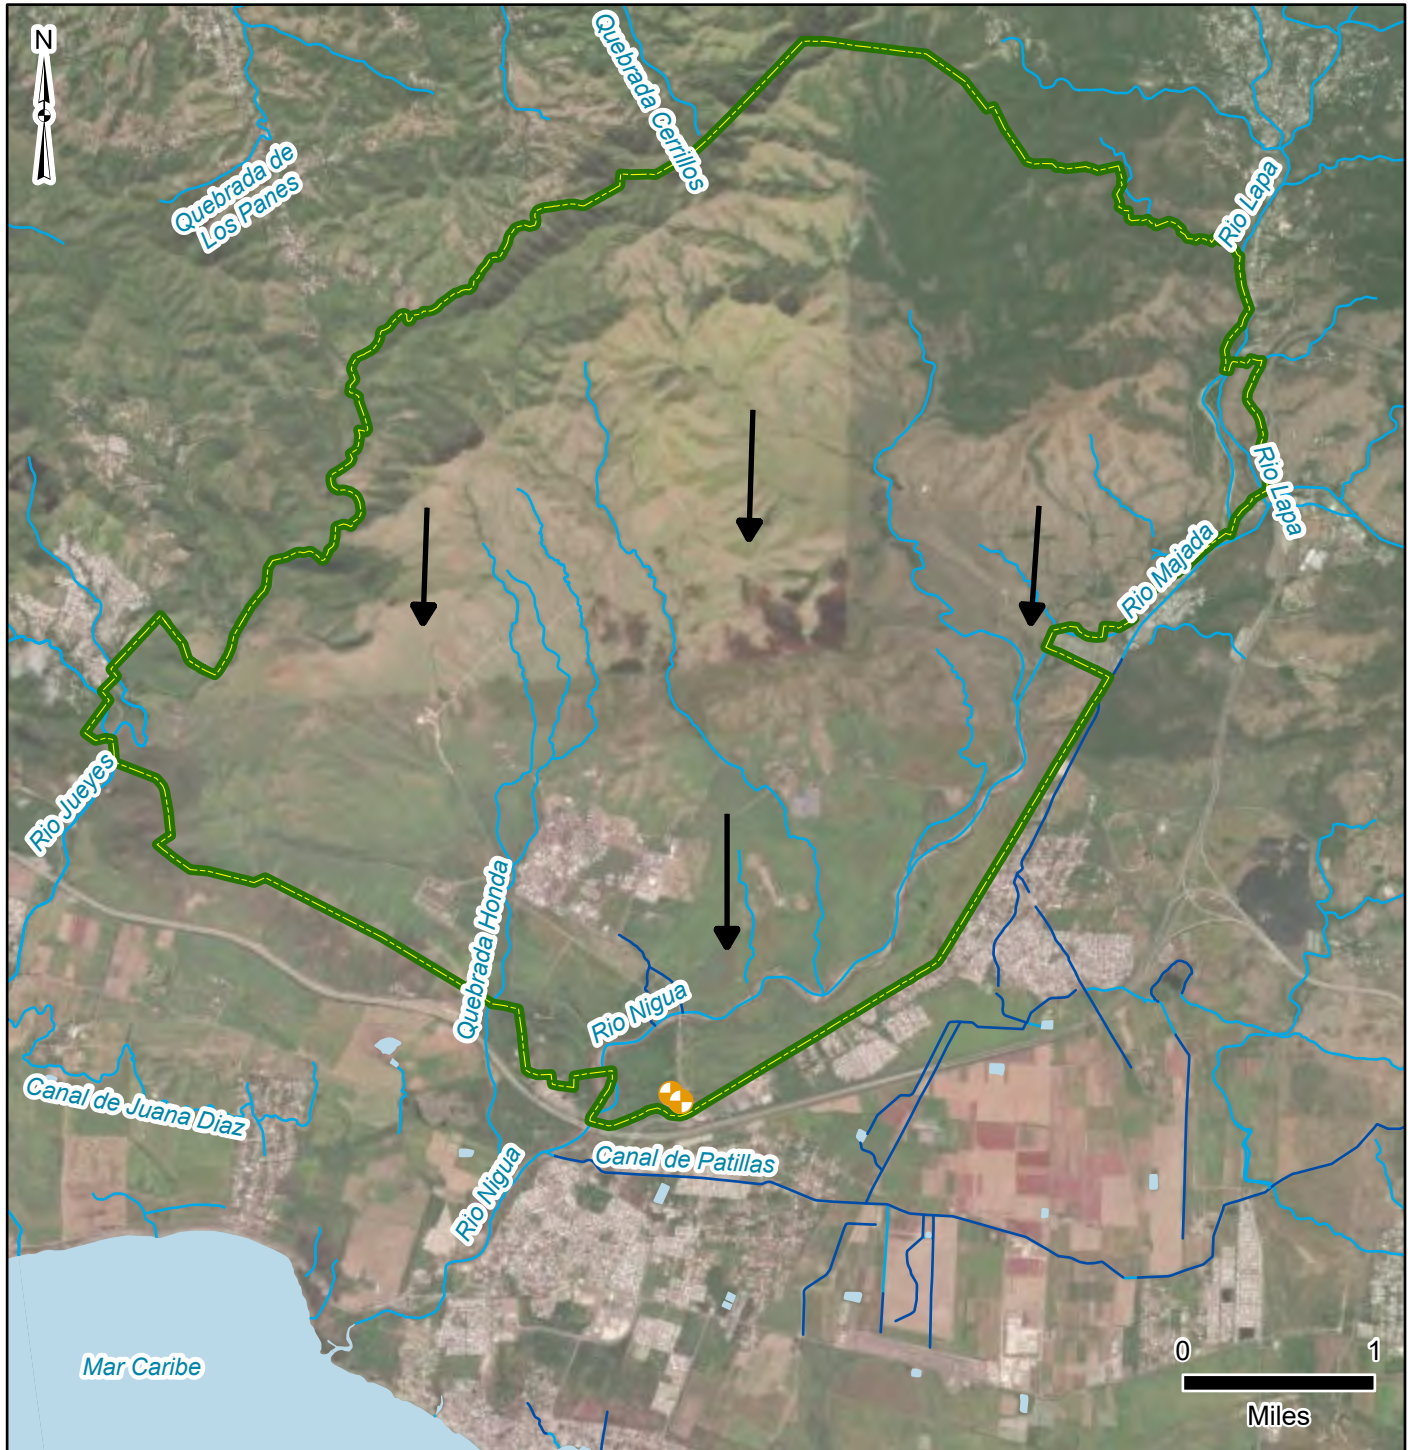 N
Quebrada Cerrillos
Quebrada de
Los Panes
Rio Lapa
Rio Lapa
Rio Majada
Rio Jueyes
Quebrada Honda
Rio Nigua
Canal de Juana Diaz
Canal de Patillas
Rio Nigua
Mar Caribe
0 1
Miles